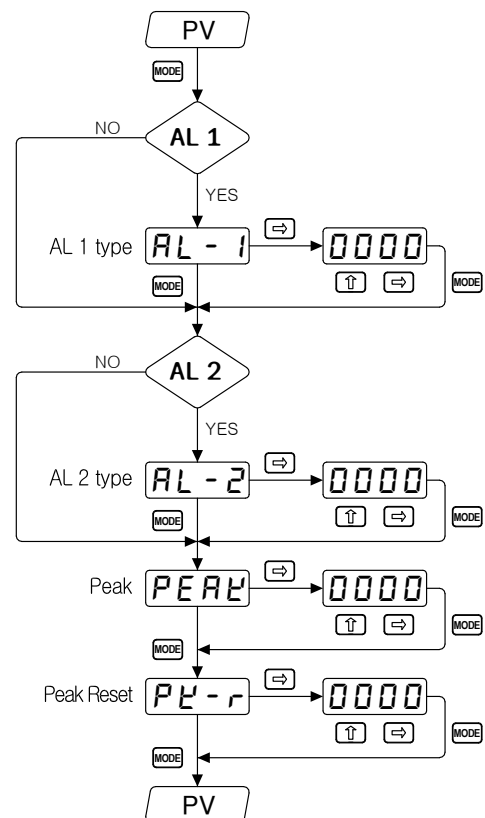 PV
MODE
NO
AL 1
YES
AL 1 type AL - 1 ⇨ 0000
MODE ⇧ ⇨ MODE
NO
AL 2
YES
AL 2 type AL - 2 ⇨ 0000
MODE ⇧ ⇨ MODE
Peak PEAK ⇨ 0000
⇧ ⇨ MODE
MODE
Peak Reset PK - r ⇨ 0000
⇧ ⇨ MODE
MODE
PV